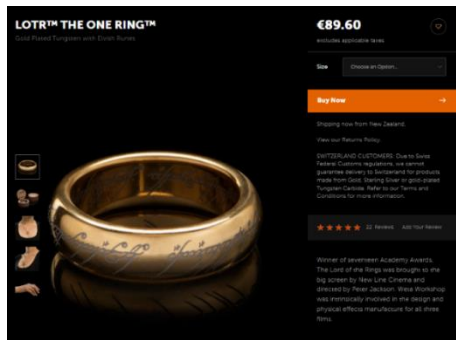 LOTR™ THE ONE RING™
Gold Plated Tungsten with Elvish Runes
€89.60
excludes applicable taxes
Size
Choose an Option...
Buy Now
Shipping now from New Zealand.
View our Returns Policy.
SWITZERLAND CUSTOMERS: Due to Swiss
Federal Customs regulations, we cannot
guarantee delivery to Switzerland for products
made from Gold, Sterling Silver or gold-plated
Tungsten Carbide. Refer to our Terms and
Conditions for more information.
22 Reviews
Add Your Review
Winner of seventeen Academy Awards,
The Lord of the Rings was brought to the
big screen by New Line Cinema and
directed by Peter Jackson. Weta Workshop
was intrinsically involved in the design and
physical effects manufacture for all three
films.